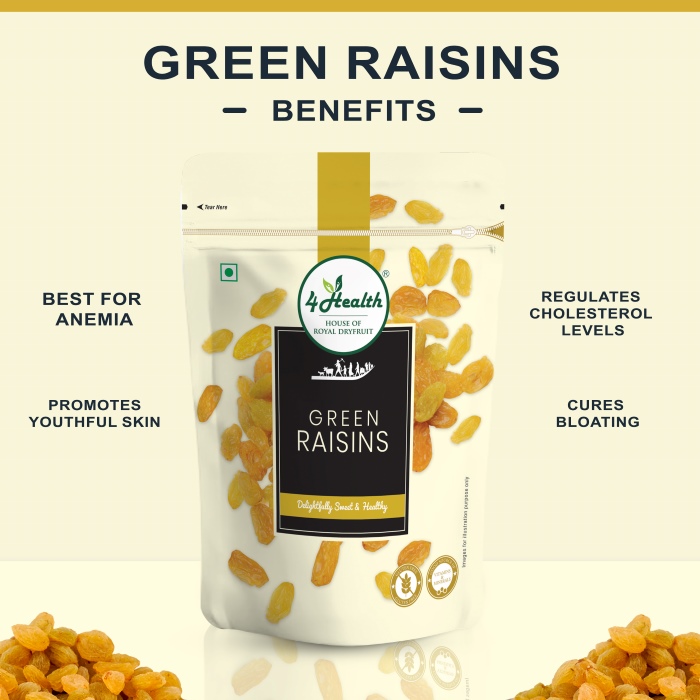 GREEN RAISINS
BENEFITS
Tear Here
4Health
®
HOUSE OF
ROYAL DRYFRUIT
BEST FOR
ANEMIA
REGULATES
CHOLESTEROL
LEVELS
PROMOTES
YOUTHFUL SKIN
CURES
BLOATING
GREEN
RAISINS
Delightfully Sweet & Healthy
Images for illustration purpose only